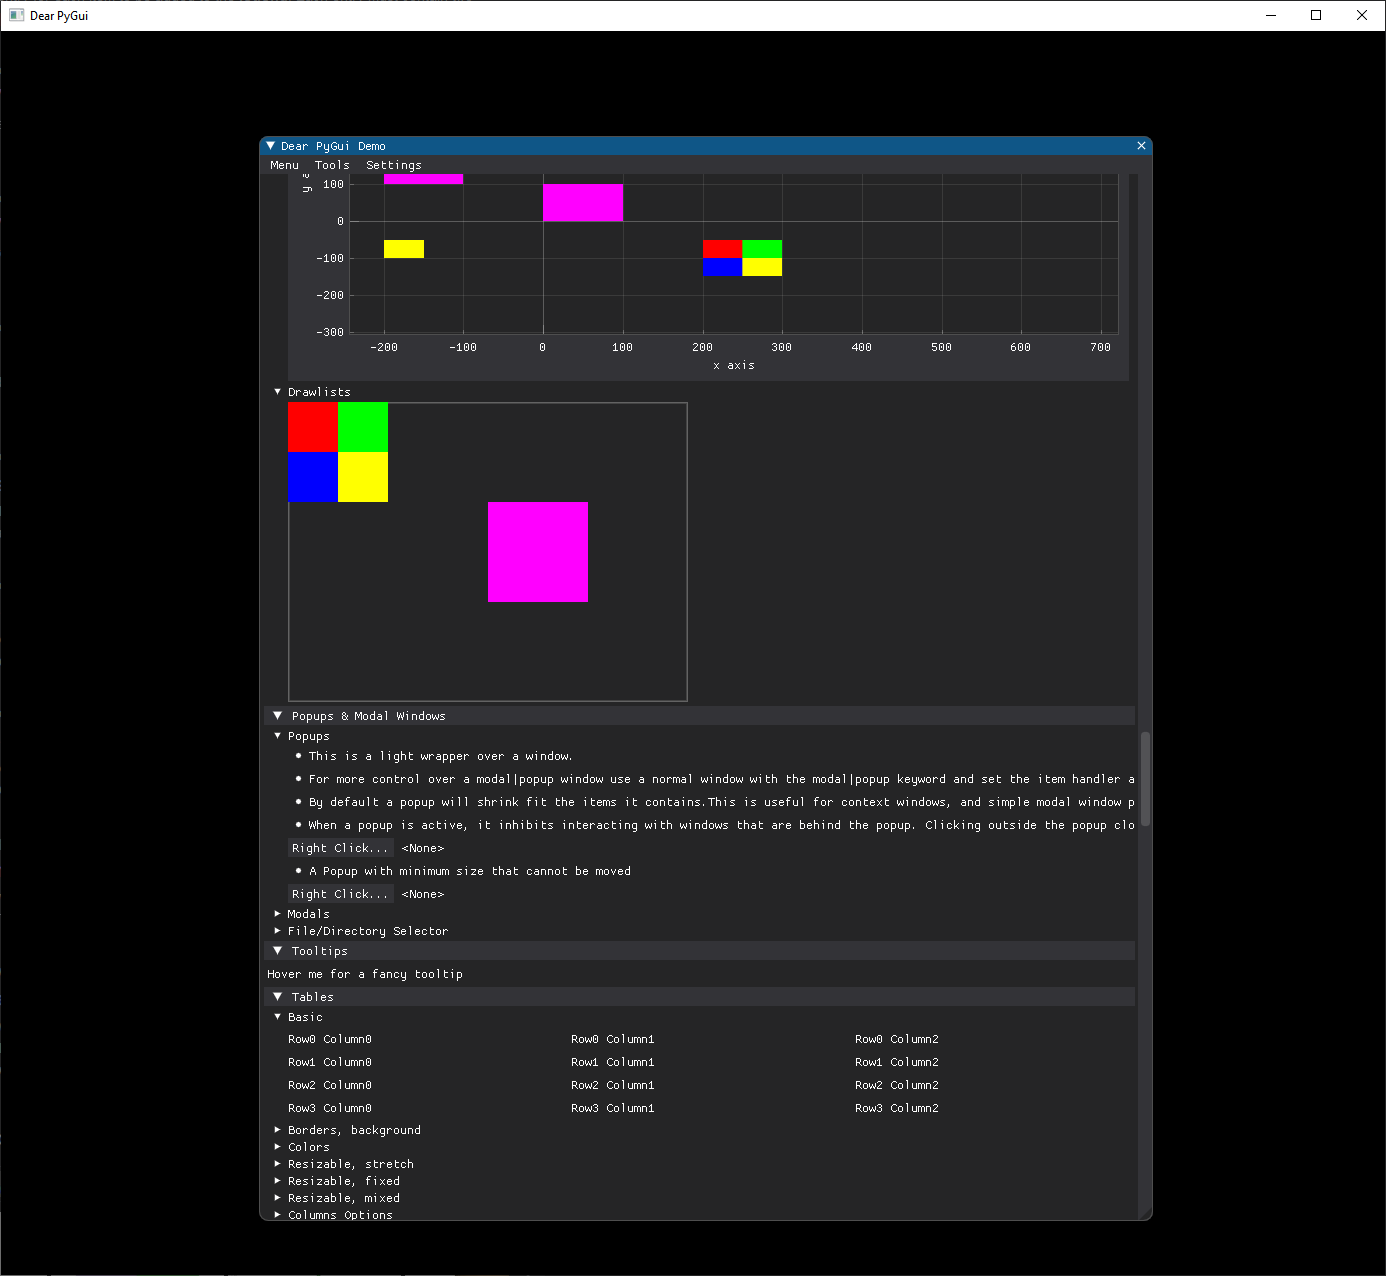 Dear PyGui
Dear PyGui Demo
Menu Tools Settings
y a
100
0
-100
-200
-300
-200 -100 0 100 200 300 400 500 600 700
x axis
Drawlists
Popups & Modal Windows
Popups
This is a light wrapper over a window.
For more control over a modal|popup window use a normal window with the modal|popup keyword and set the item handler a
By default a popup will shrink fit the items it contains.This is useful for context windows, and simple modal window p
When a popup is active, it inhibits interacting with windows that are behind the popup. Clicking outside the popup clo
Right Click... <None>
A Popup with minimum size that cannot be moved
Right Click... <None>
Modals
File/Directory Selector
Tooltips
Hover me for a fancy tooltip
Tables
Basic
Row0 Column0 Row0 Column1 Row0 Column2
Row1 Column0 Row1 Column1 Row1 Column2
Row2 Column0 Row2 Column1 Row2 Column2
Row3 Column0 Row3 Column1 Row3 Column2
Borders, background
Colors
Resizable, stretch
Resizable, fixed
Resizable, mixed
Columns Options